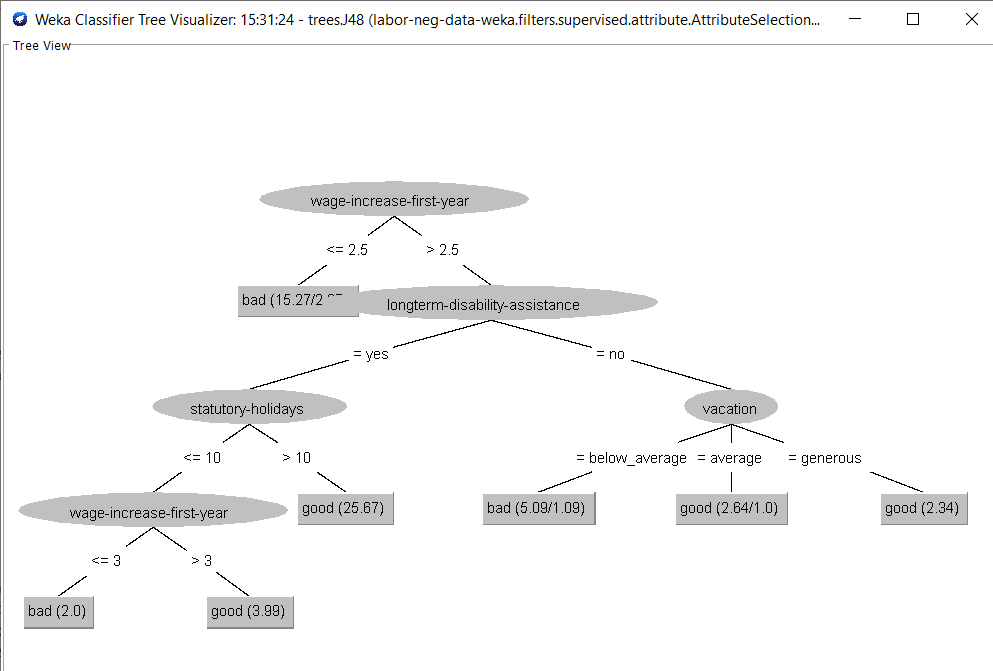 Weka Classifier Tree Visualizer: 15:31:24 - trees.J48 (labor-neg-data-weka.filters.supervised.attribute.AttributeSelection...
Tree View
wage-increase-first-year
<= 2.5 > 2.5
bad (15.27/2 longterm-disability-assistance
= yes = no
statutory-holidays vacation
<= 10 > 10 = below_average = average = generous
wage-increase-first-year good (25.67) bad (5.09/1.09) good (2.64/1.0) good (2.34)
<= 3 > 3
bad (2.0) good (3.99)